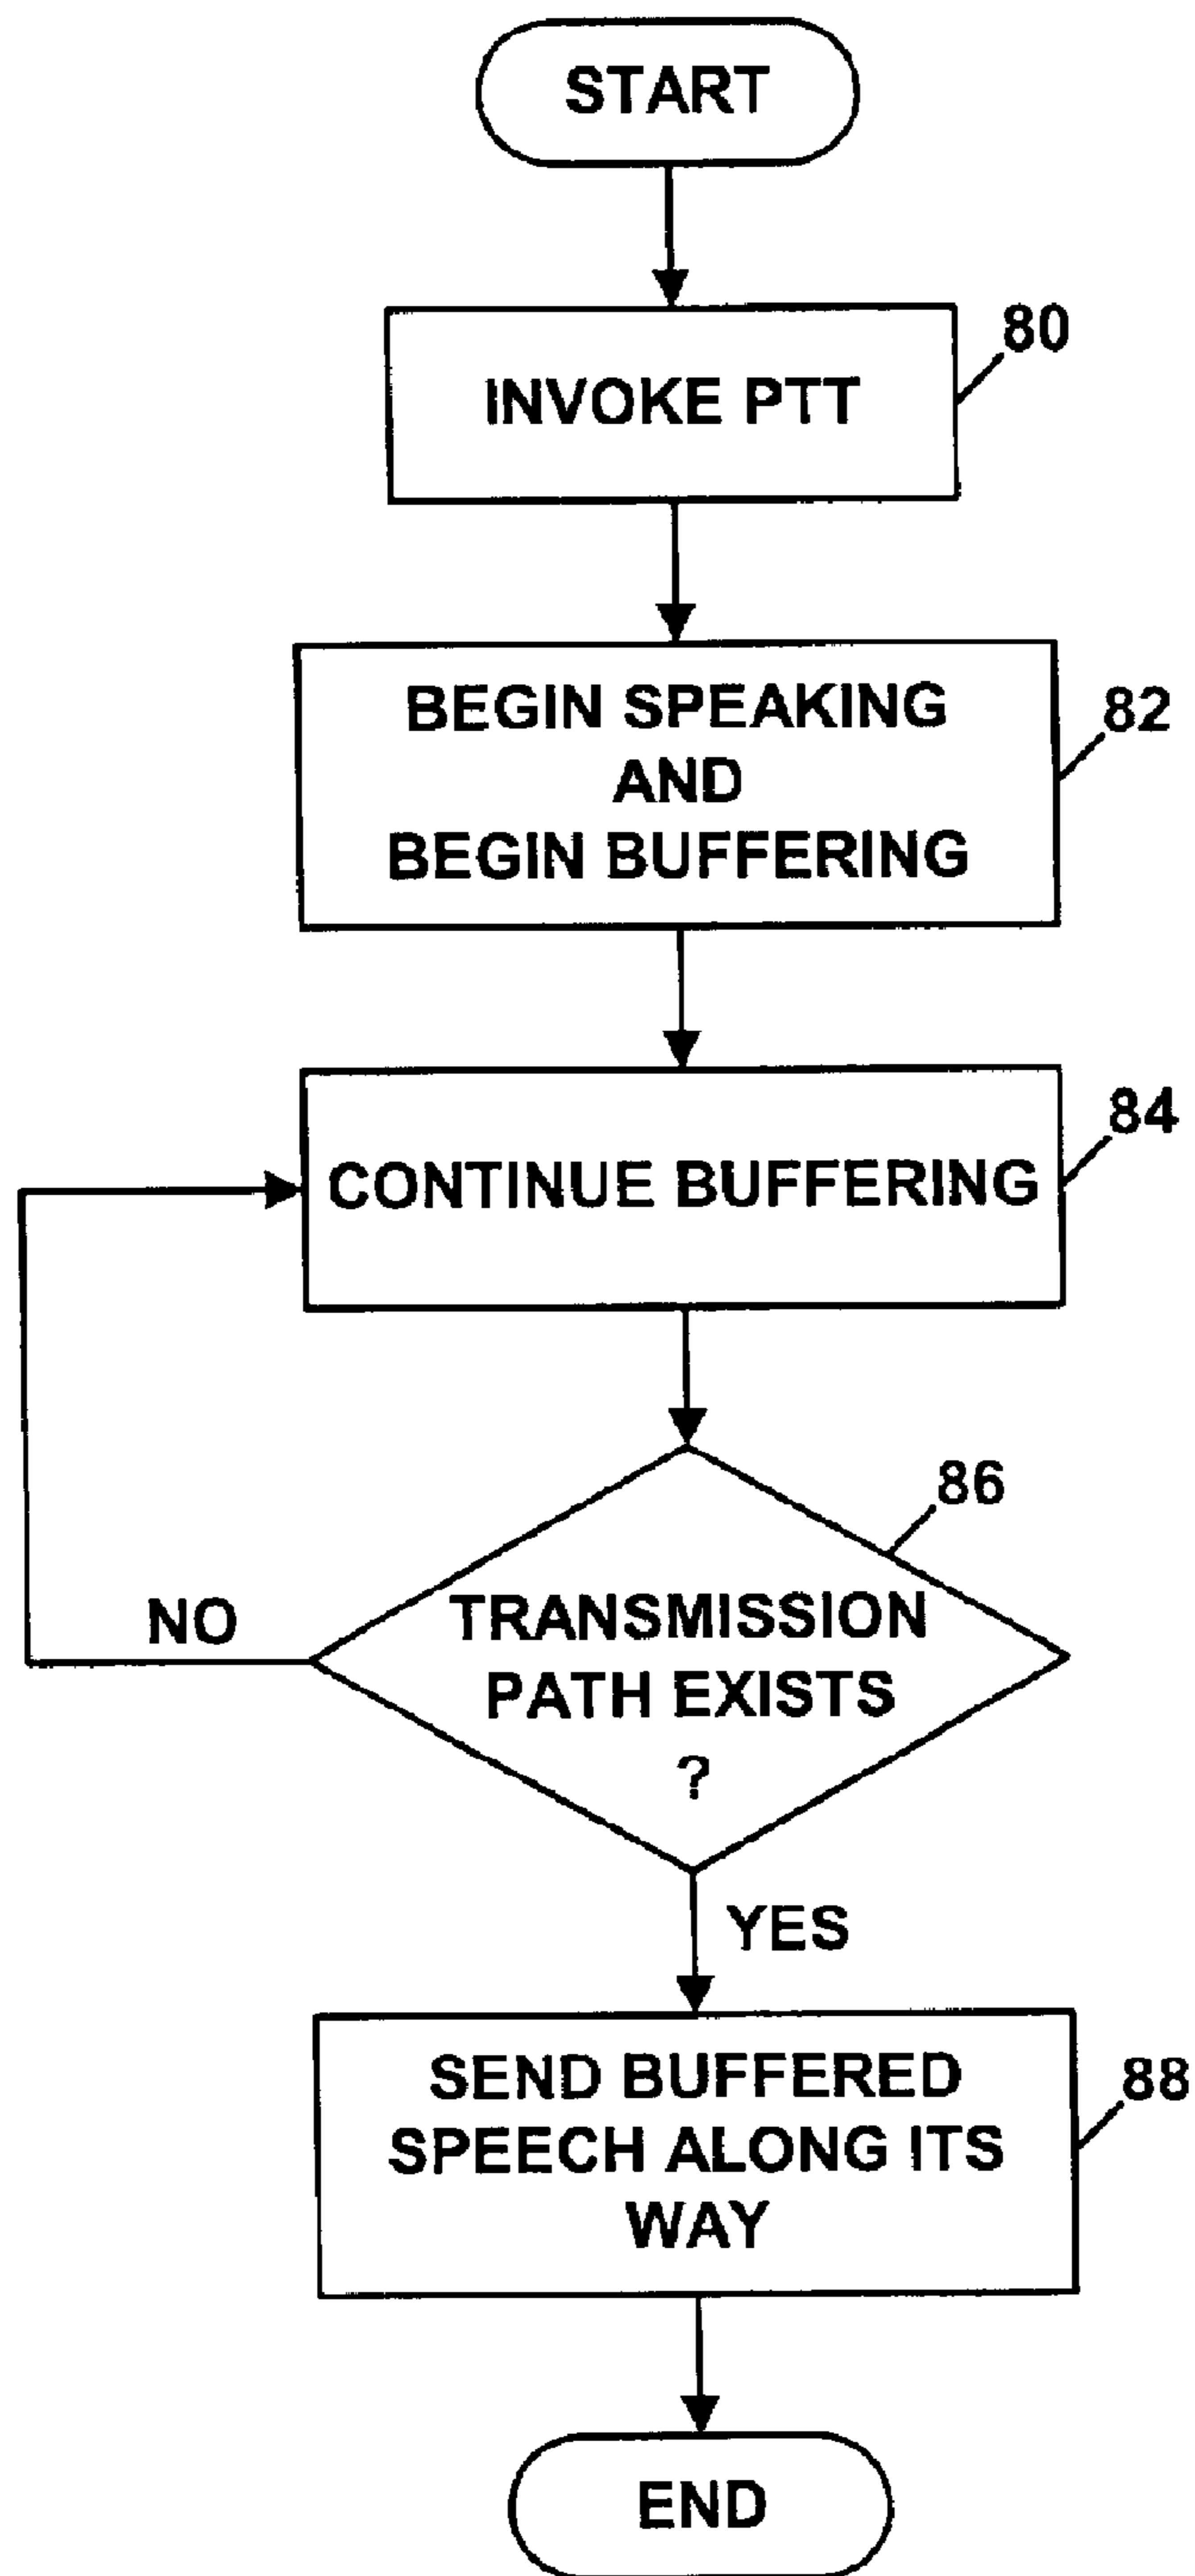 START
INVOKE PTT
80
BEGIN SPEAKING
AND
BEGIN BUFFERING
82
CONTINUE BUFFERING
84
TRANSMISSION
PATH EXISTS
?
86
NO
YES
SEND BUFFERED
SPEECH ALONG ITS
WAY
88
END